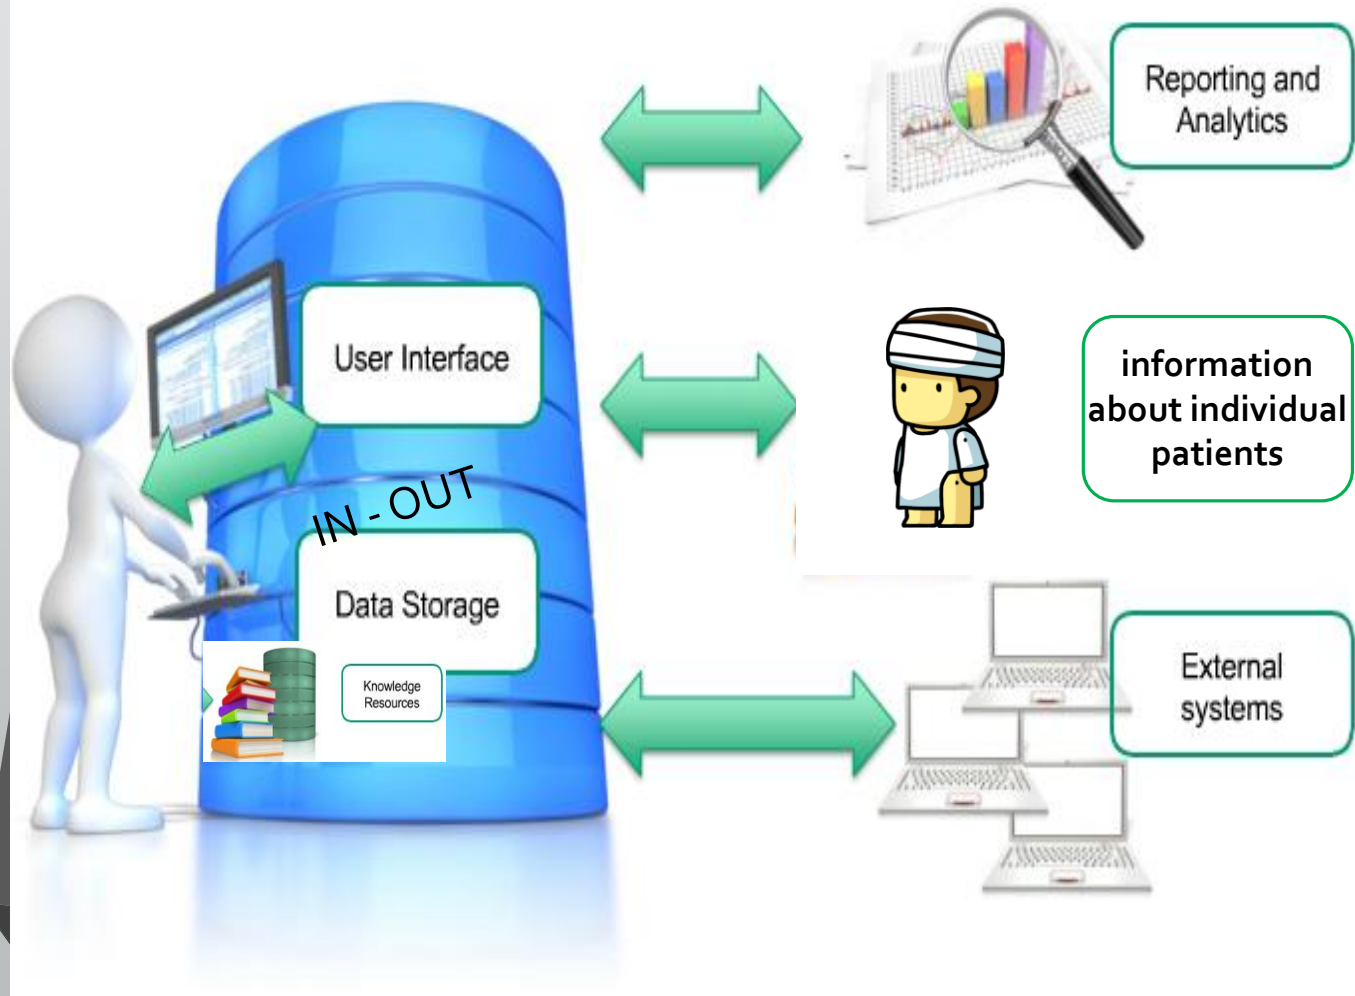 Reporting and
Analytics
User Interface
information
about individual
patients
IN - OUT
Data Storage
Knowledge
Resources
External
systems